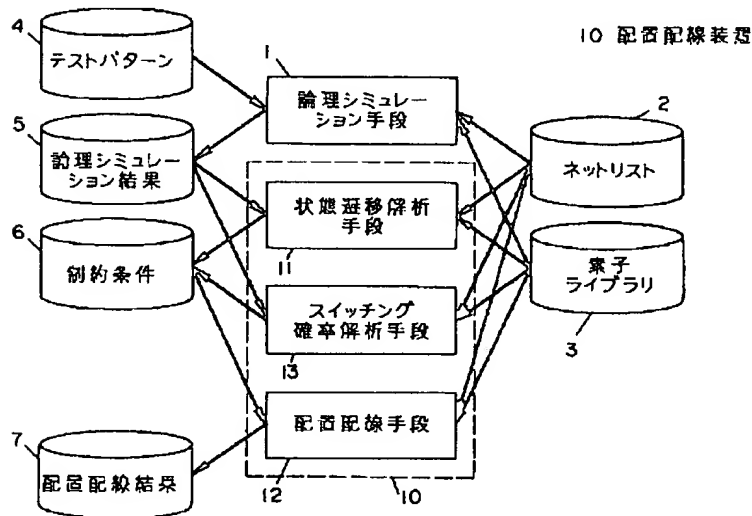 10 配置配線装置
4
テストパターン
1
論理シミュレー
ション手段
5
論理シミュレー
ション結果
2
ネットリスト
状態遷移解析
手段
11
6
制約条件
素子
ライブラリ
3
スイッチング
確率解析手段
13
配置配線手段
12
10
7
配置配線結果